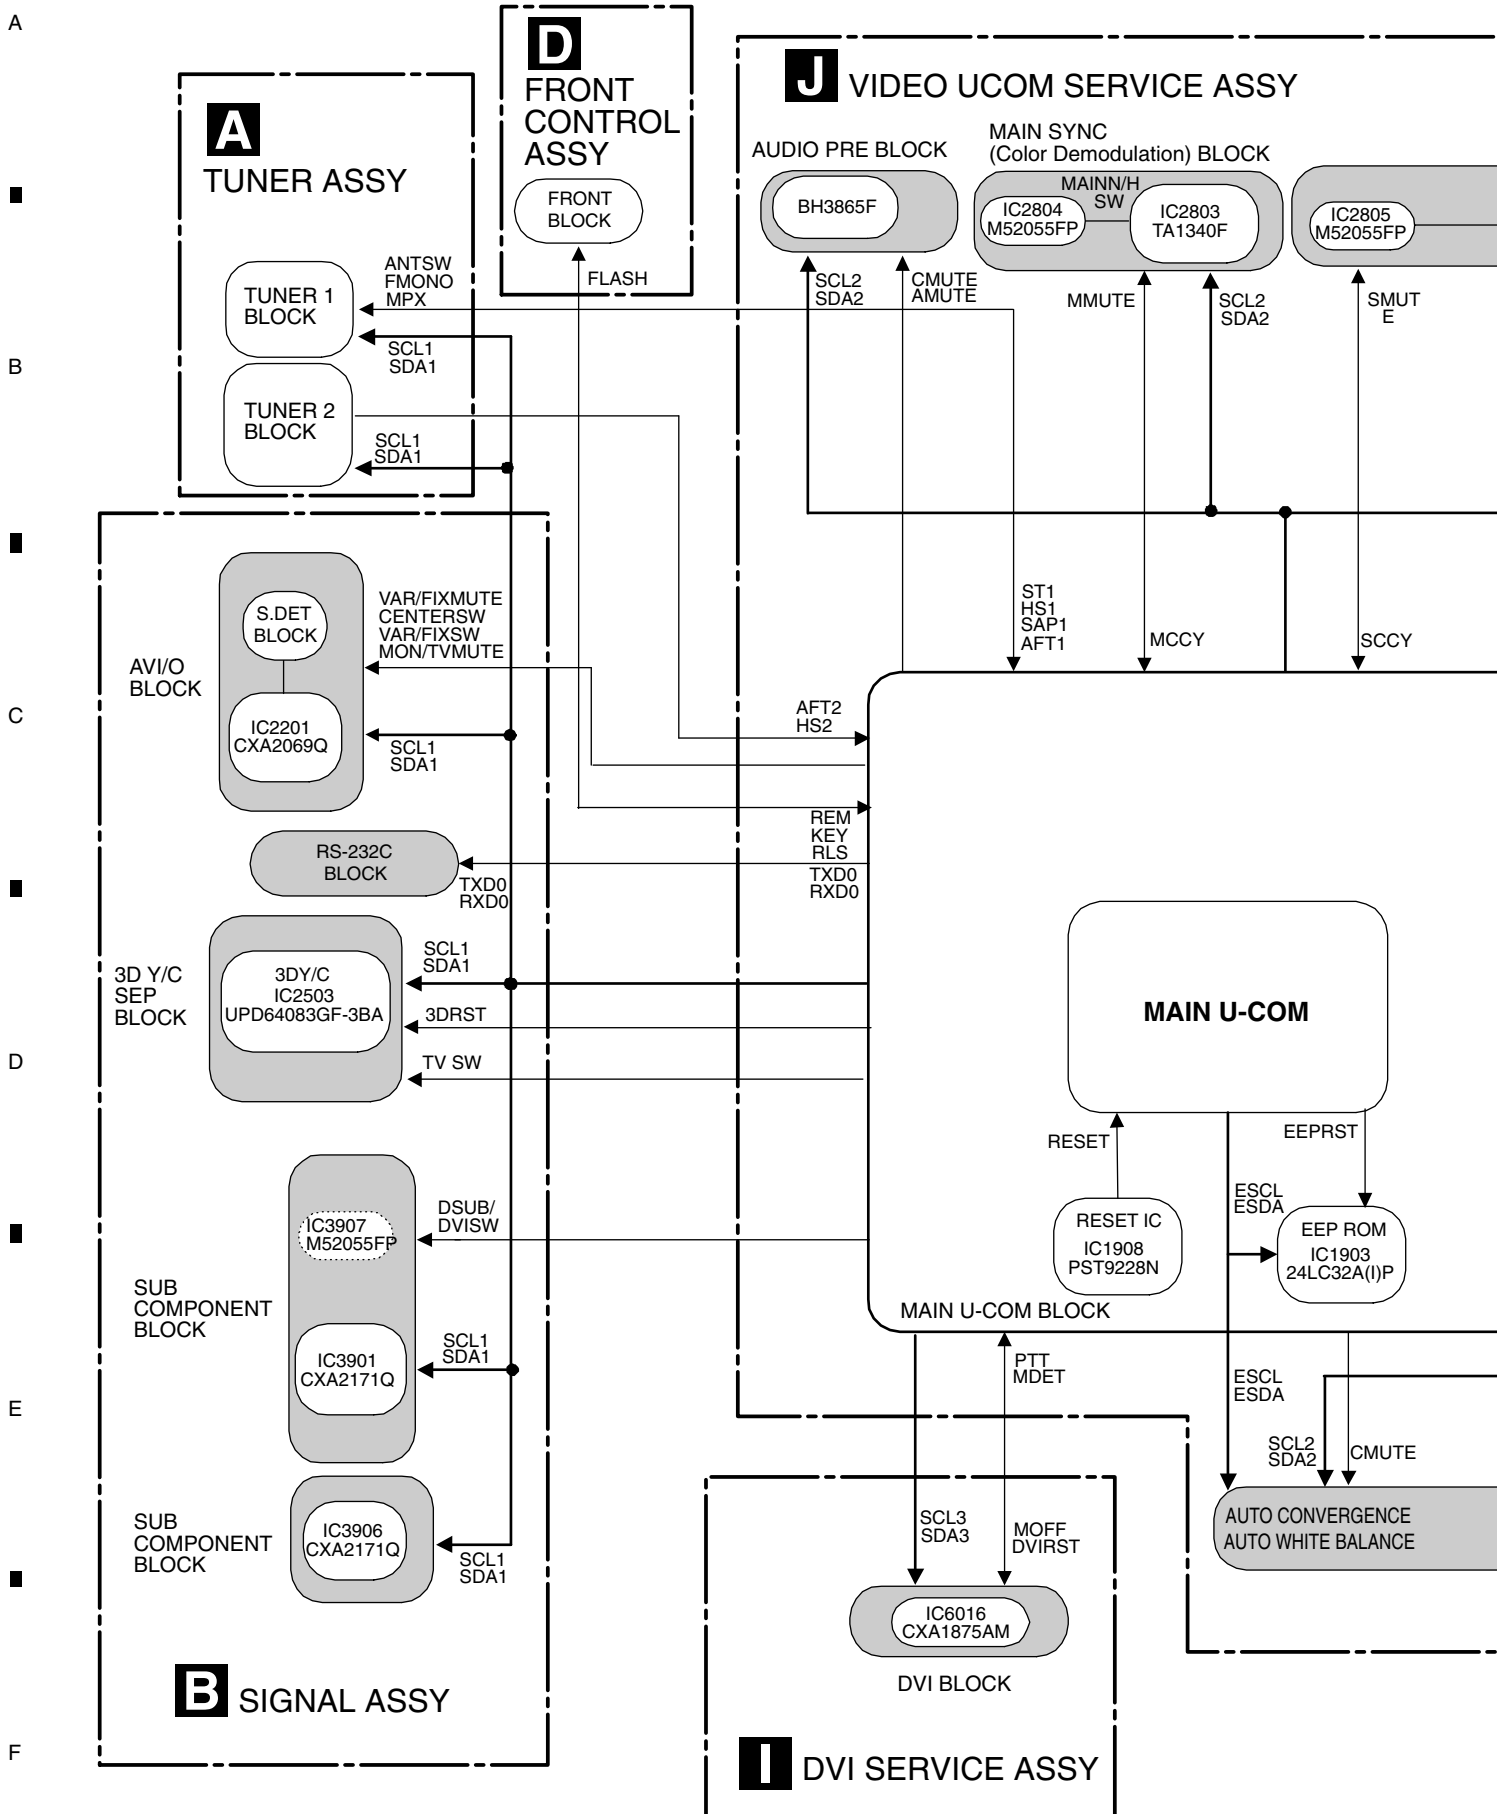 A
D
FRONT
CONTROL
ASSY
FRONT
BLOCK
FLASH
J VIDEO UCOM SERVICE ASSY
AUDIO PRE BLOCK
BH3865F
MAIN SYNC
(Color Demodulation) BLOCK
MAINN/H
SW
IC2804
M52055FP
IC2803
TA1340F
IC2805
M52055FP
A
TUNER ASSY
TUNER 1
BLOCK
ANTSW
FMONO
MPX
SCL1
SDA1
SCL2
SDA2
CMUTE
AMUTE
MMUTE
SCL2
SDA2
SMUT
E
B
TUNER 2
BLOCK
SCL1
SDA1
S.DET
BLOCK
VAR/FIXMUTE
CENTERSW
VAR/FIXSW
MON/TVMUTE
AVI/O
BLOCK
ST1
HS1
SAP1
AFT1
MCCY
SCCY
C
IC2201
CXA2069Q
SCL1
SDA1
AFT2
HS2
REM
KEY
RLS
TXD0
RXD0
RS-232C
BLOCK
TXD0
RXD0
3D Y/C
SEP
BLOCK
3DY/C
IC2503
UPD64083GF-3BA
SCL1
SDA1
3DRST
TV SW
MAIN U-COM
D
RESET
EEPRST
ESCL
ESDA
RESET IC
IC1908
PST9228N
EEP ROM
IC1903
24LC32A(I)P
MAIN U-COM BLOCK
IC3907
M52055FP
DSUB/
DVISW
SUB
COMPONENT
BLOCK
IC3901
CXA2171Q
SCL1
SDA1
PTT
MDET
ESCL
ESDA
E
SCL2
SDA2
CMUTE
SUB
COMPONENT
BLOCK
IC3906
CXA2171Q
SCL1
SDA1
SCL3
SDA3
MOFF
DVIRST
AUTO CONVERGENCE
AUTO WHITE BALANCE
IC6016
CXA1875AM
DVI BLOCK
B SIGNAL ASSY
F
I DVI SERVICE ASSY